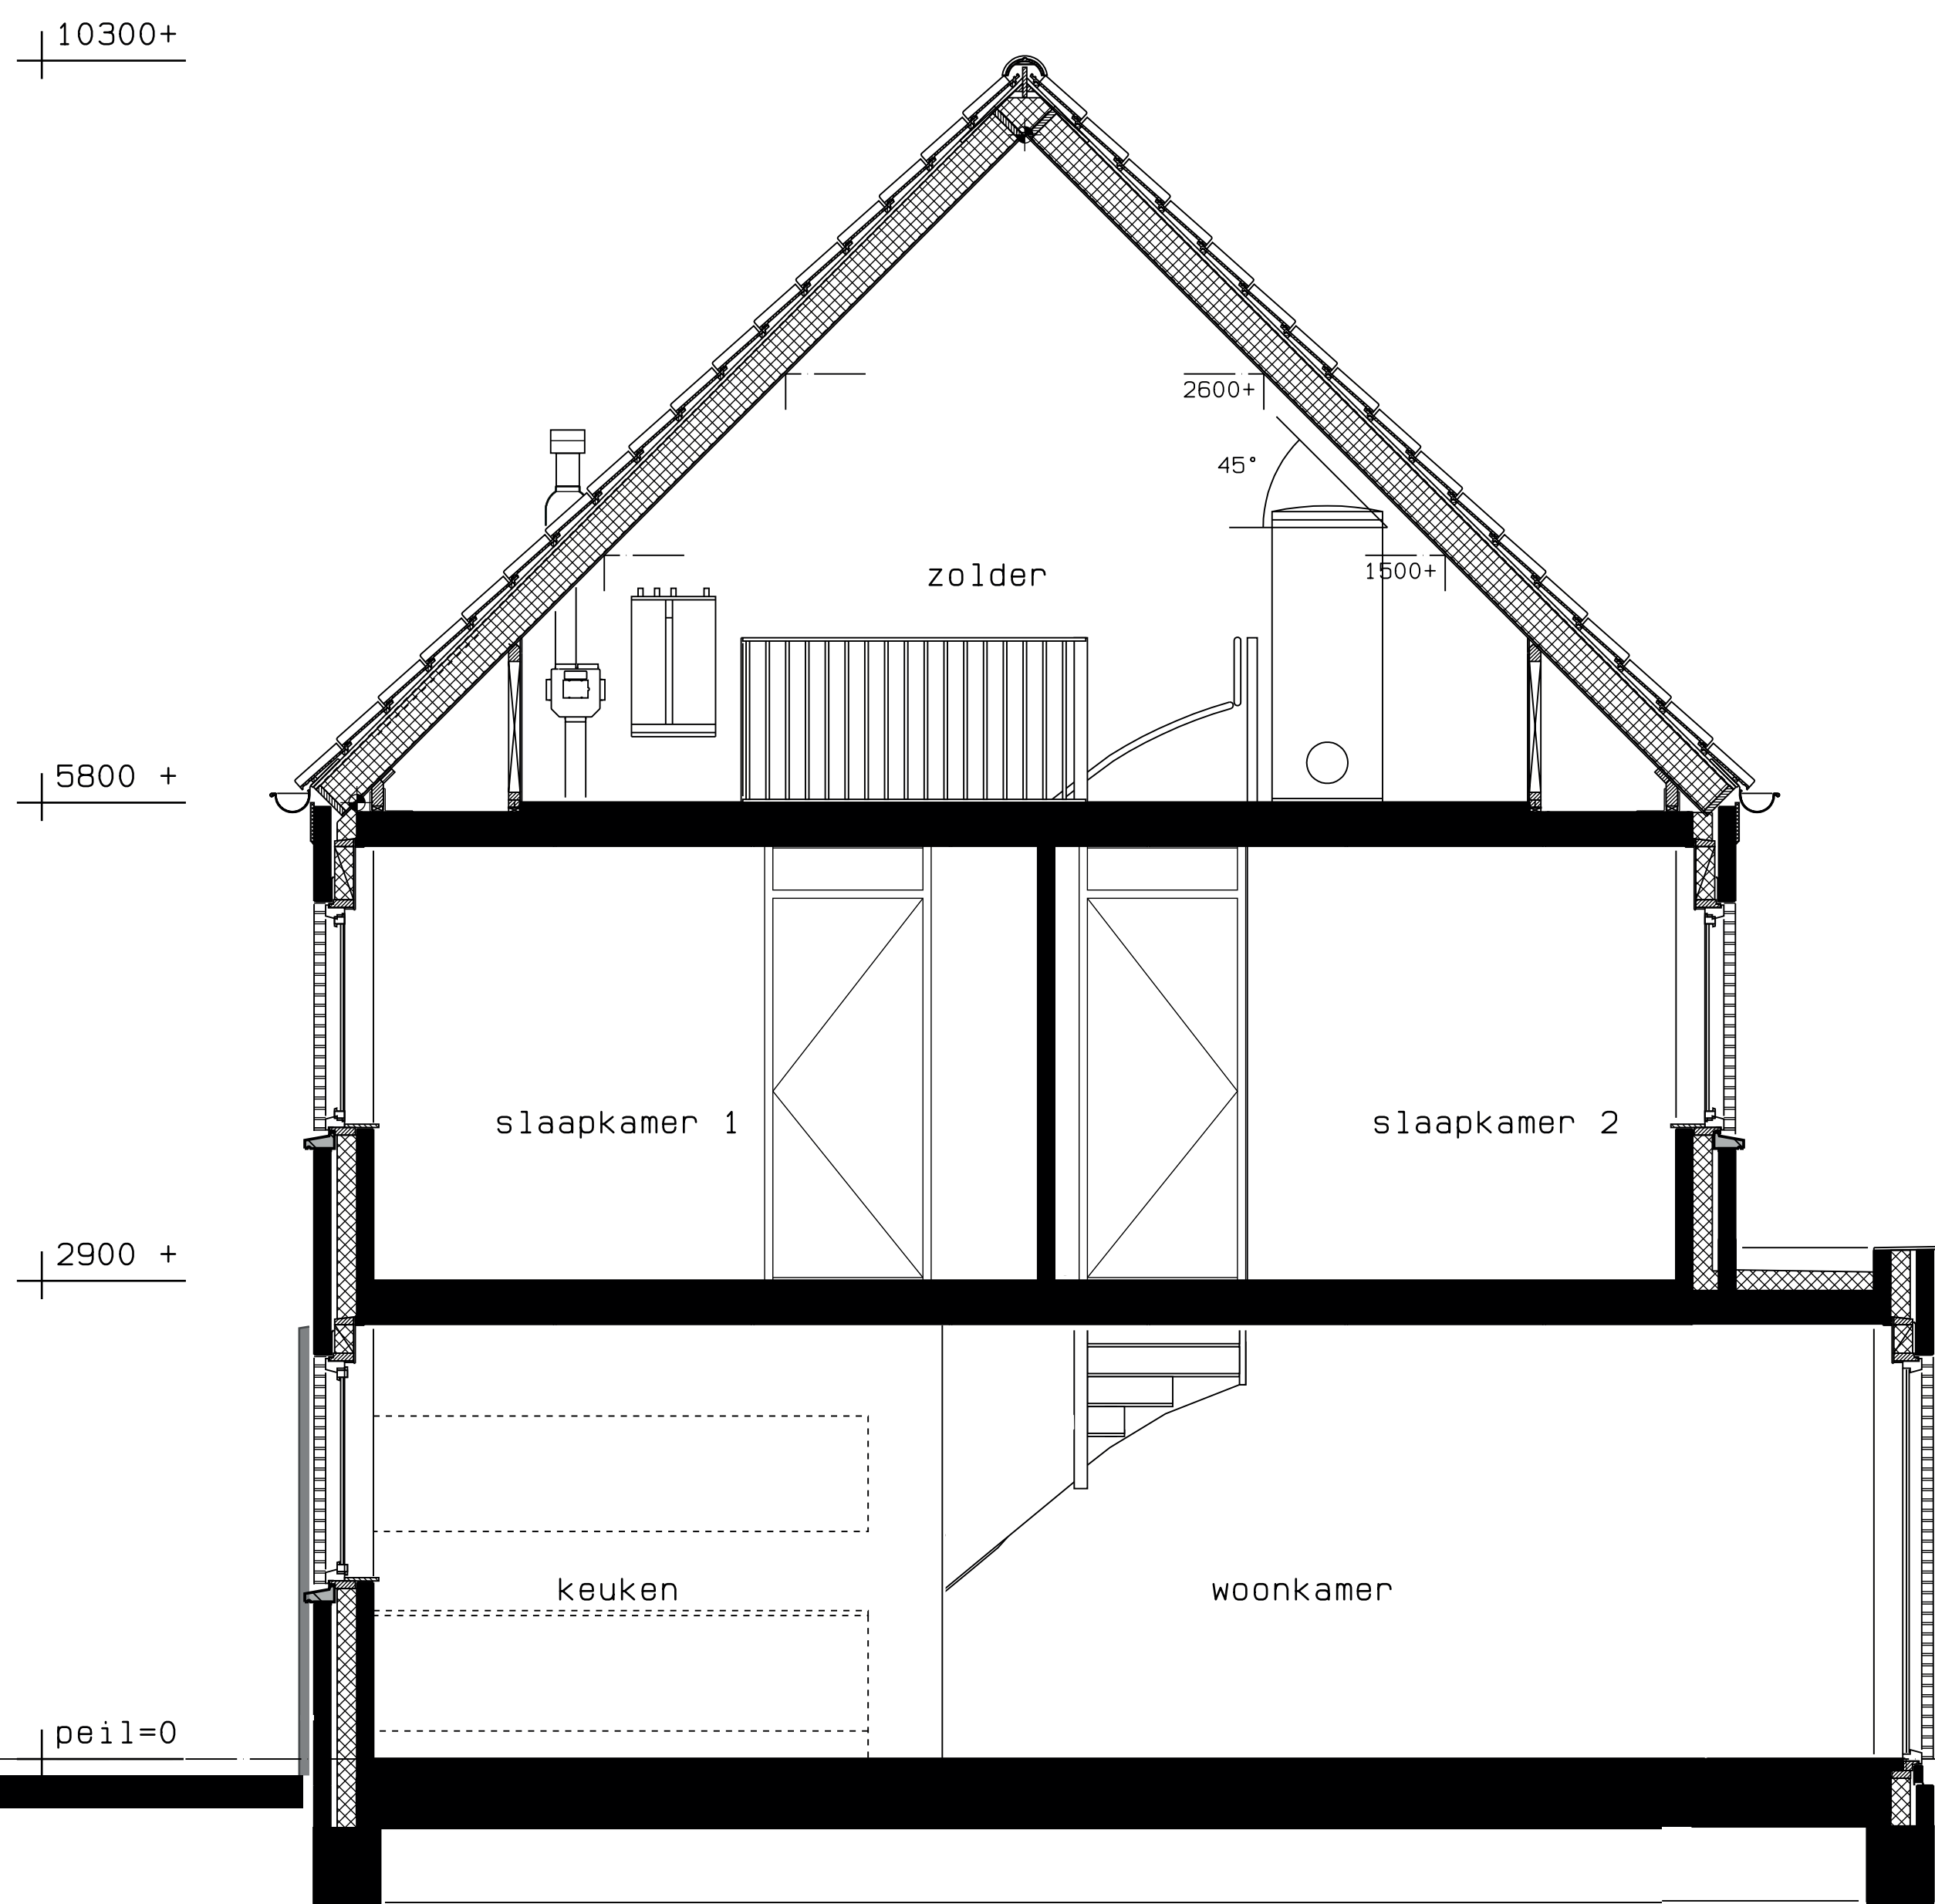 10300+
2600+
45°
zolder
1500+
5800 +
slaapkamer 1
slaapkamer 2
2900 +
keuken
woonkamer
peil=0